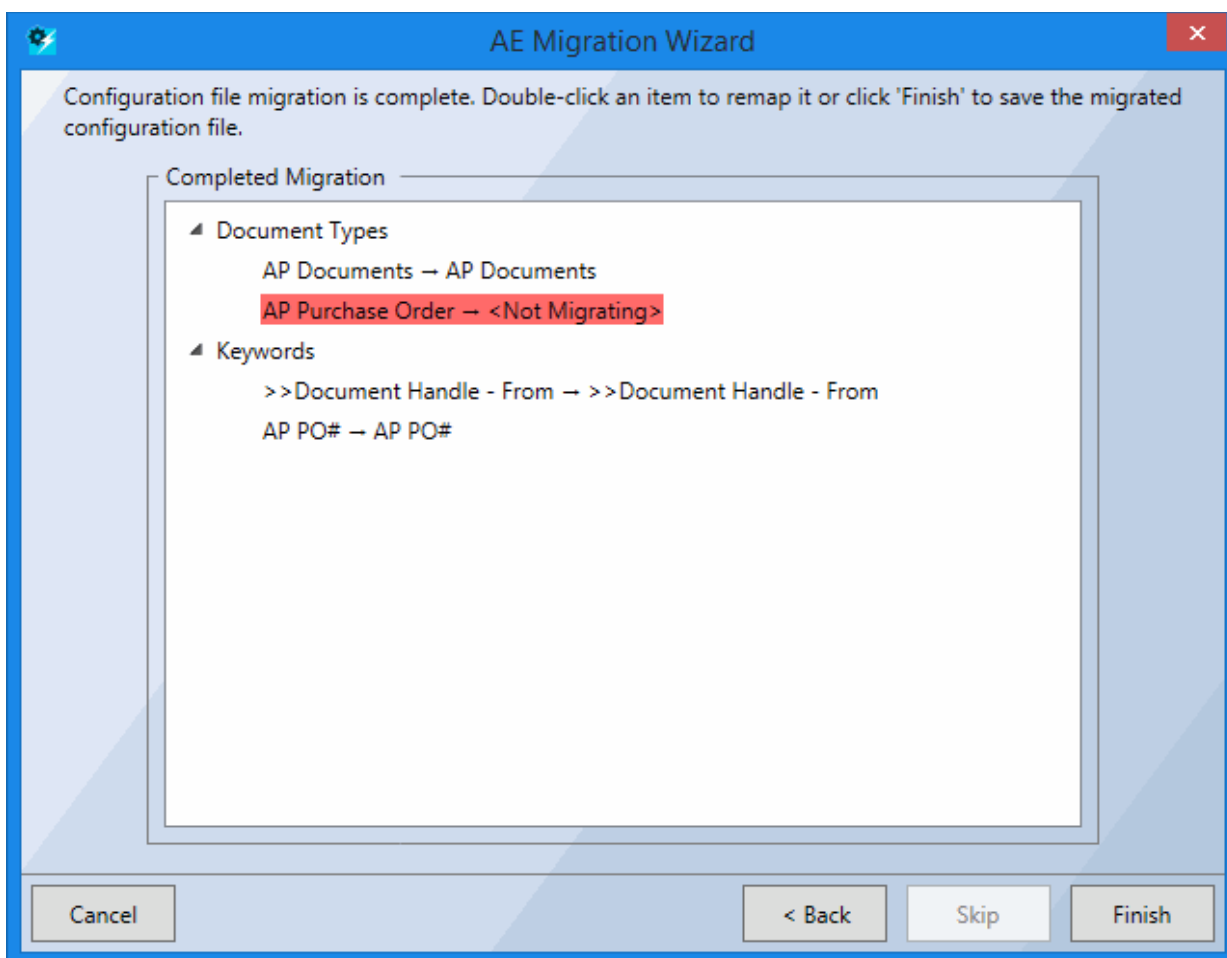 AE Migration Wizard
Configuration file migration is complete. Double-click an item to remap it or click 'Finish' to save the migrated
configuration file.
Completed Migration
Document Types
AP Documents → AP Documents
AP Purchase Order → <Not Migrating>
Keywords
>>Document Handle - From → >>Document Handle - From
AP PO# → AP PO#
Cancel
< Back
Skip
Finish